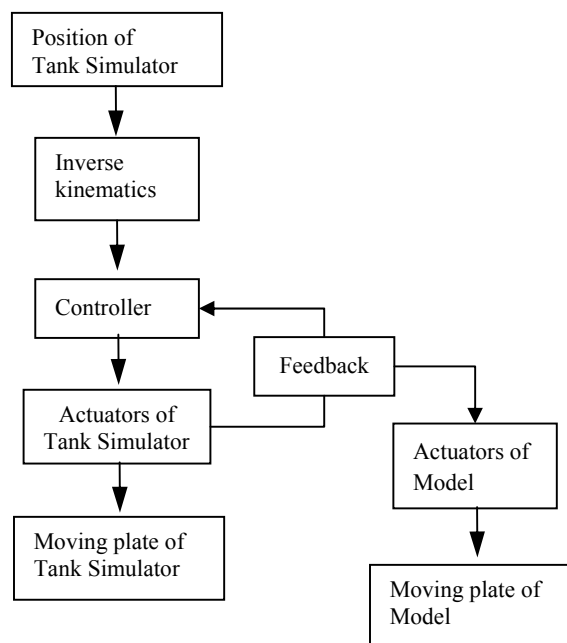 Position of
Tank Simulator
Inverse
kinematics
Controller
Feedback
Actuators of
Tank Simulator
Actuators of
Model
Moving plate of
Tank Simulator
Moving plate of
Model